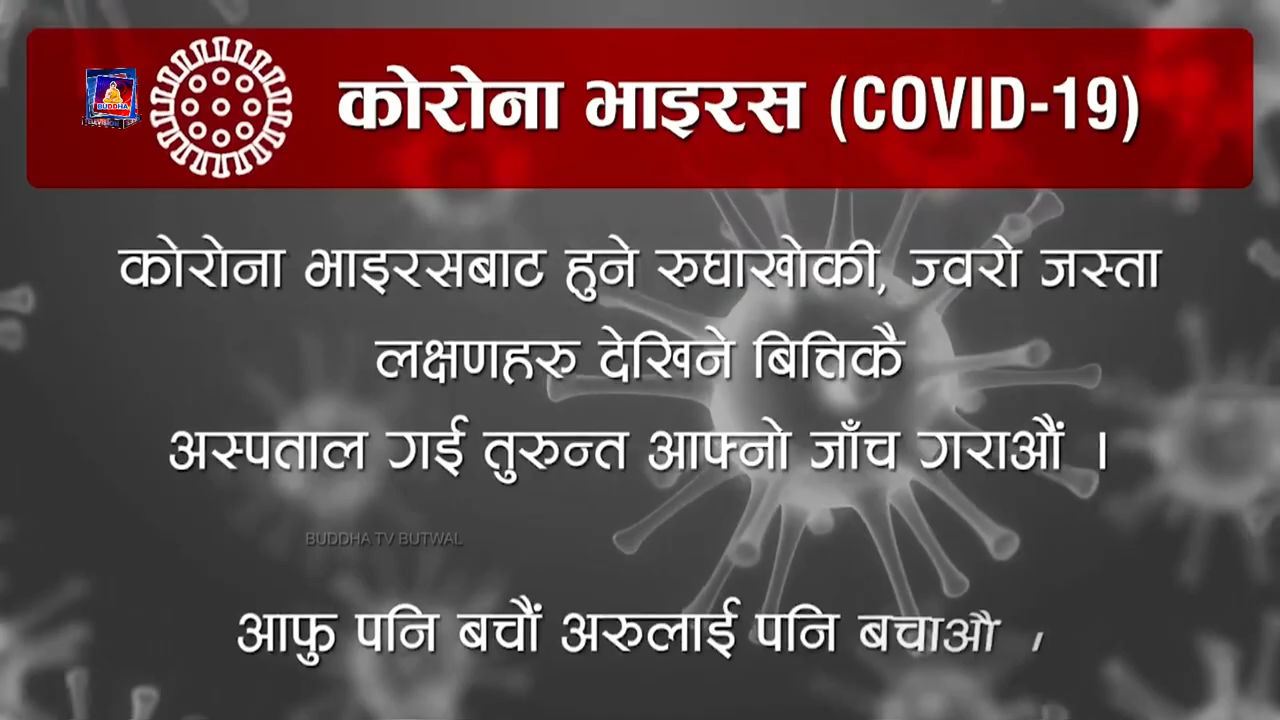 BUDDHA
कोरोना भाइरस (COVID-19)
कोरोना भाइरसबाट हुने रुघाखोकी, ज्वरो जस्ता
लक्षणहरु देखिने बित्तिकै
अस्पताल गई तुरुन्त आफ्नो जाँच गराऔं ।
BUDDHA TV BUTWAL
आफु पनि बचौं अरुलाई पनि बचाऔ ।